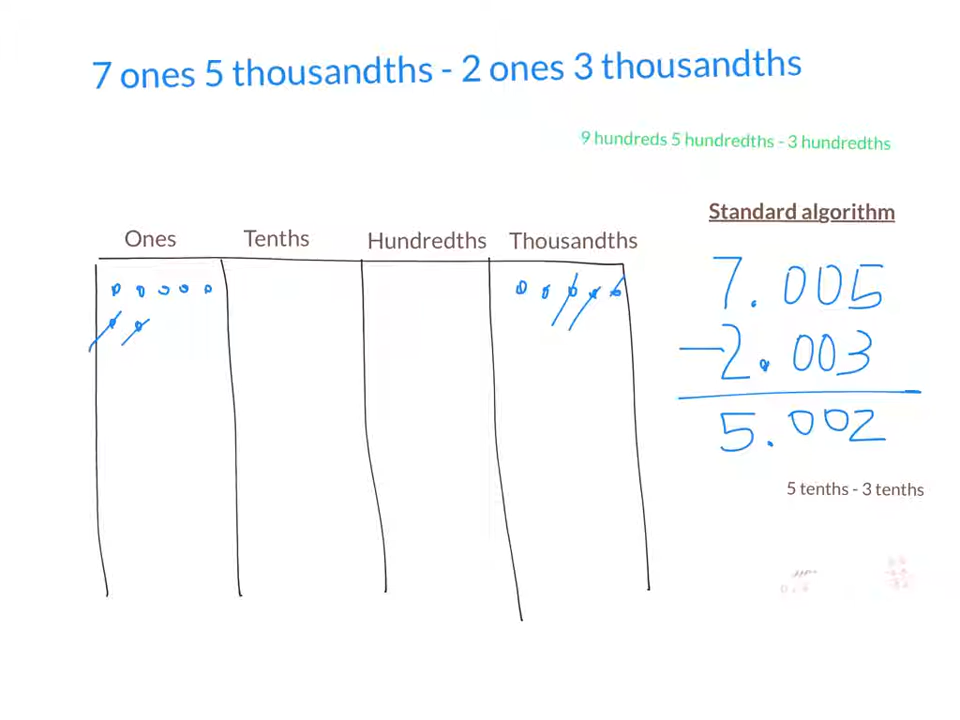 7 ones 5 thousandths - 2 ones 3 thousandths
9 hundreds 5 hundredths - 3 hundredths
Standard algorithm
Ones Tenths Hundredths Thousandths
7.005
-2.003
5.002
5 tenths - 3 tenths